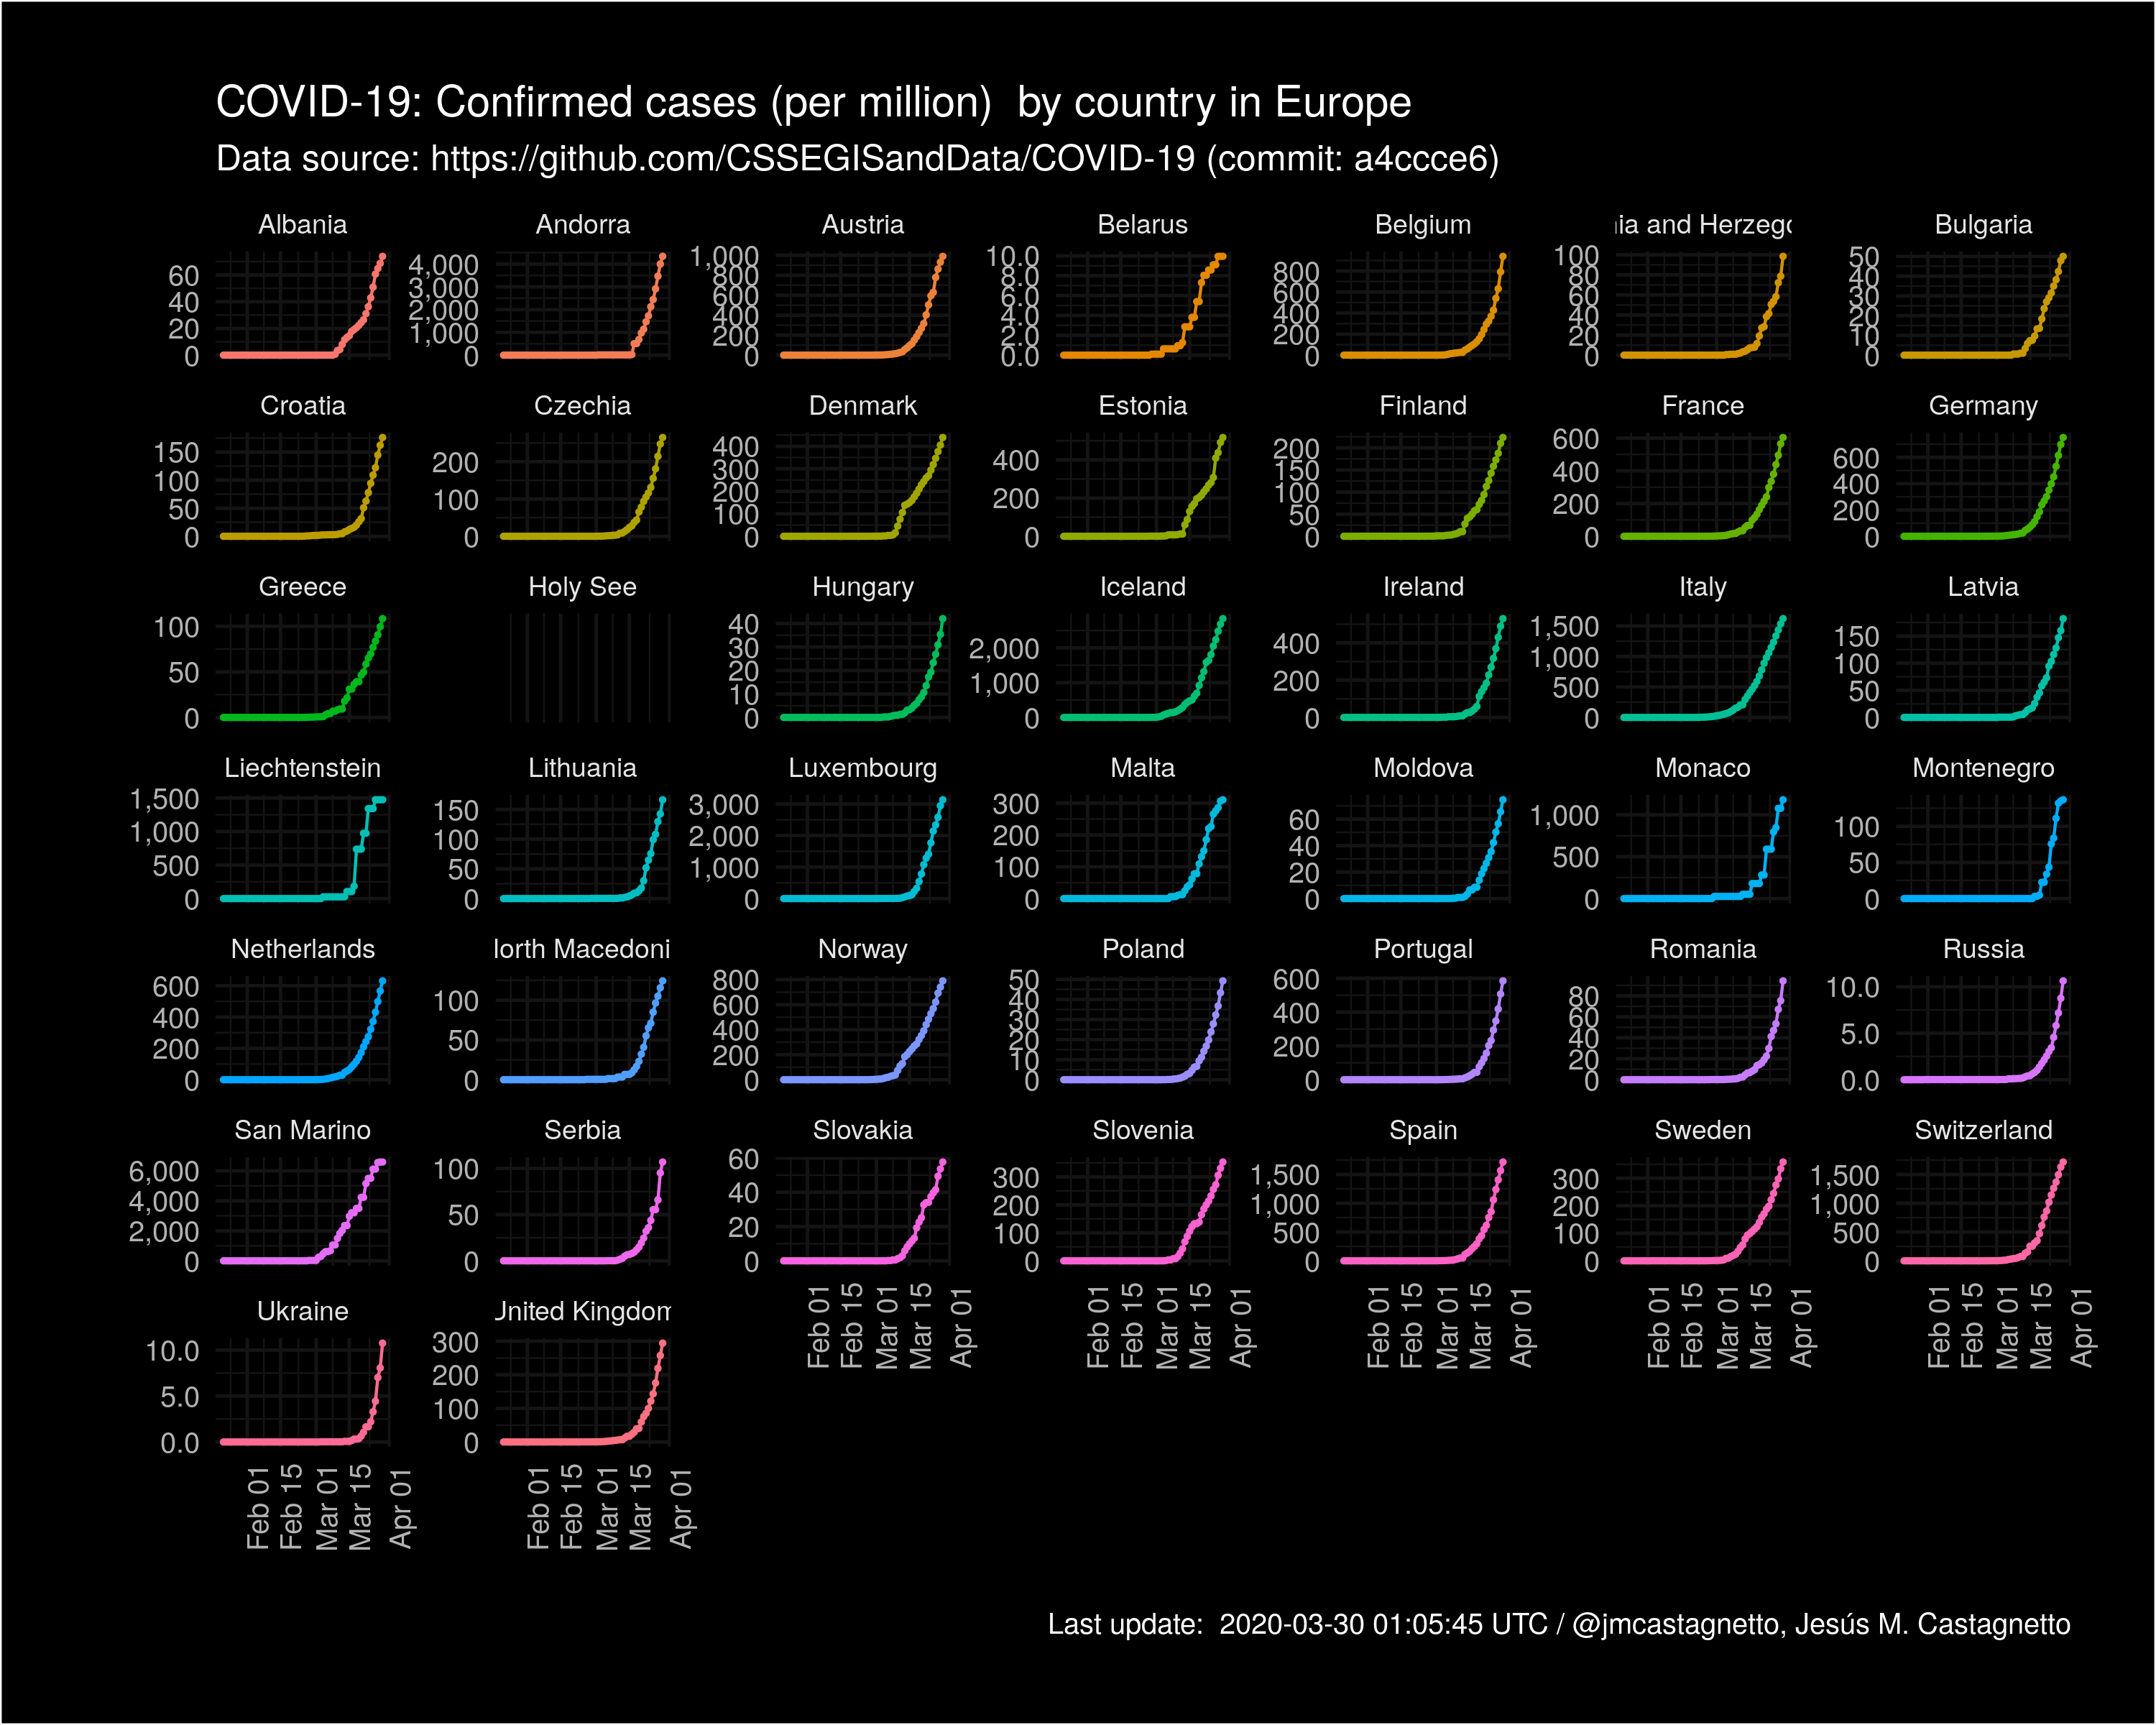 COVID-19: Confirmed cases (per million)  by country in Europe
Data source: https://github.com/CSSEGISandData/COVID-19 (commit: a4ccce6)
Albania Andorra Austria Belarus Belgium nia and Herzego Bulgaria
60 40 20 0
4,000 3,000 2,000 1,000 0
1,000 800 600 400 200 0
10.0 8.0 6.0 4.0 2.0 0.0
800 600 400 200 0
100 80 60 40 20 0
50 40 30 20 10 0
Croatia Czechia Denmark Estonia Finland France Germany
150 100 50 0
200 100 0
400 300 200 100 0
400 200 0
200 150 100 50 0
600 400 200 0
600 400 200 0
Greece Holy See Hungary Iceland Ireland Italy Latvia
100 50 0
40 30 20 10 0
2,000 1,000 0
400 200 0
1,500 1,000 500 0
150 100 50 0
Liechtenstein Lithuania Luxembourg Malta Moldova Monaco Montenegro
1,500 1,000 500 0
150 100 50 0
3,000 2,000 1,000 0
300 200 100 0
60 40 20 0
1,000 500 0
100 50 0
Netherlands North Macedoni Norway Poland Portugal Romania Russia
600 400 200 0
100 50 0
800 600 400 200 0
50 40 30 20 10 0
600 400 200 0
80 60 40 20 0
10.0 5.0 0.0
San Marino Serbia Slovakia Slovenia Spain Sweden Switzerland
6,000 4,000 2,000 0
100 50 0
60 40 20 0
300 200 100 0
1,500 1,000 500 0
300 200 100 0
1,500 1,000 500 0
Feb 01 Feb 15 Mar 01 Mar 15 Apr 01
Feb 01 Feb 15 Mar 01 Mar 15 Apr 01
Feb 01 Feb 15 Mar 01 Mar 15 Apr 01
Feb 01 Feb 15 Mar 01 Mar 15 Apr 01
Feb 01 Feb 15 Mar 01 Mar 15 Apr 01
Ukraine United Kingdom
10.0 5.0 0.0
300 200 100 0
Feb 01 Feb 15 Mar 01 Mar 15 Apr 01
Feb 01 Feb 15 Mar 01 Mar 15 Apr 01
Last update:  2020-03-30 01:05:45 UTC / @jmcastagnetto, Jesús M. Castagnetto